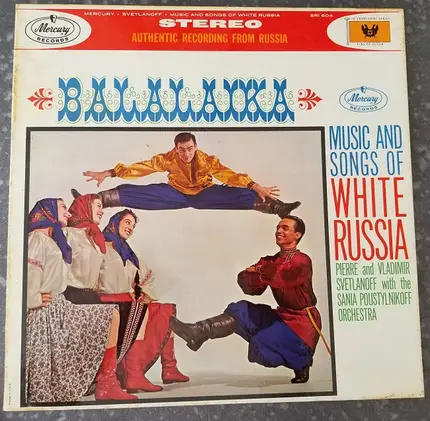 MERCURY • SVETLANOFF • MUSIC AND SONGS OF WHITE RUSSIA
SRI 604
Mercury
RECORDS
STEREO
AUTHENTIC RECORDING FROM RUSSIA
BALALAIKA
Mercury
RECORDS
MUSIC AND
SONGS OF
WHITE
RUSSIA
PIERRE and VLADIMIR
SVETLANOFF with the
SANIA POUSTYLNIKOFF
ORCHESTRA